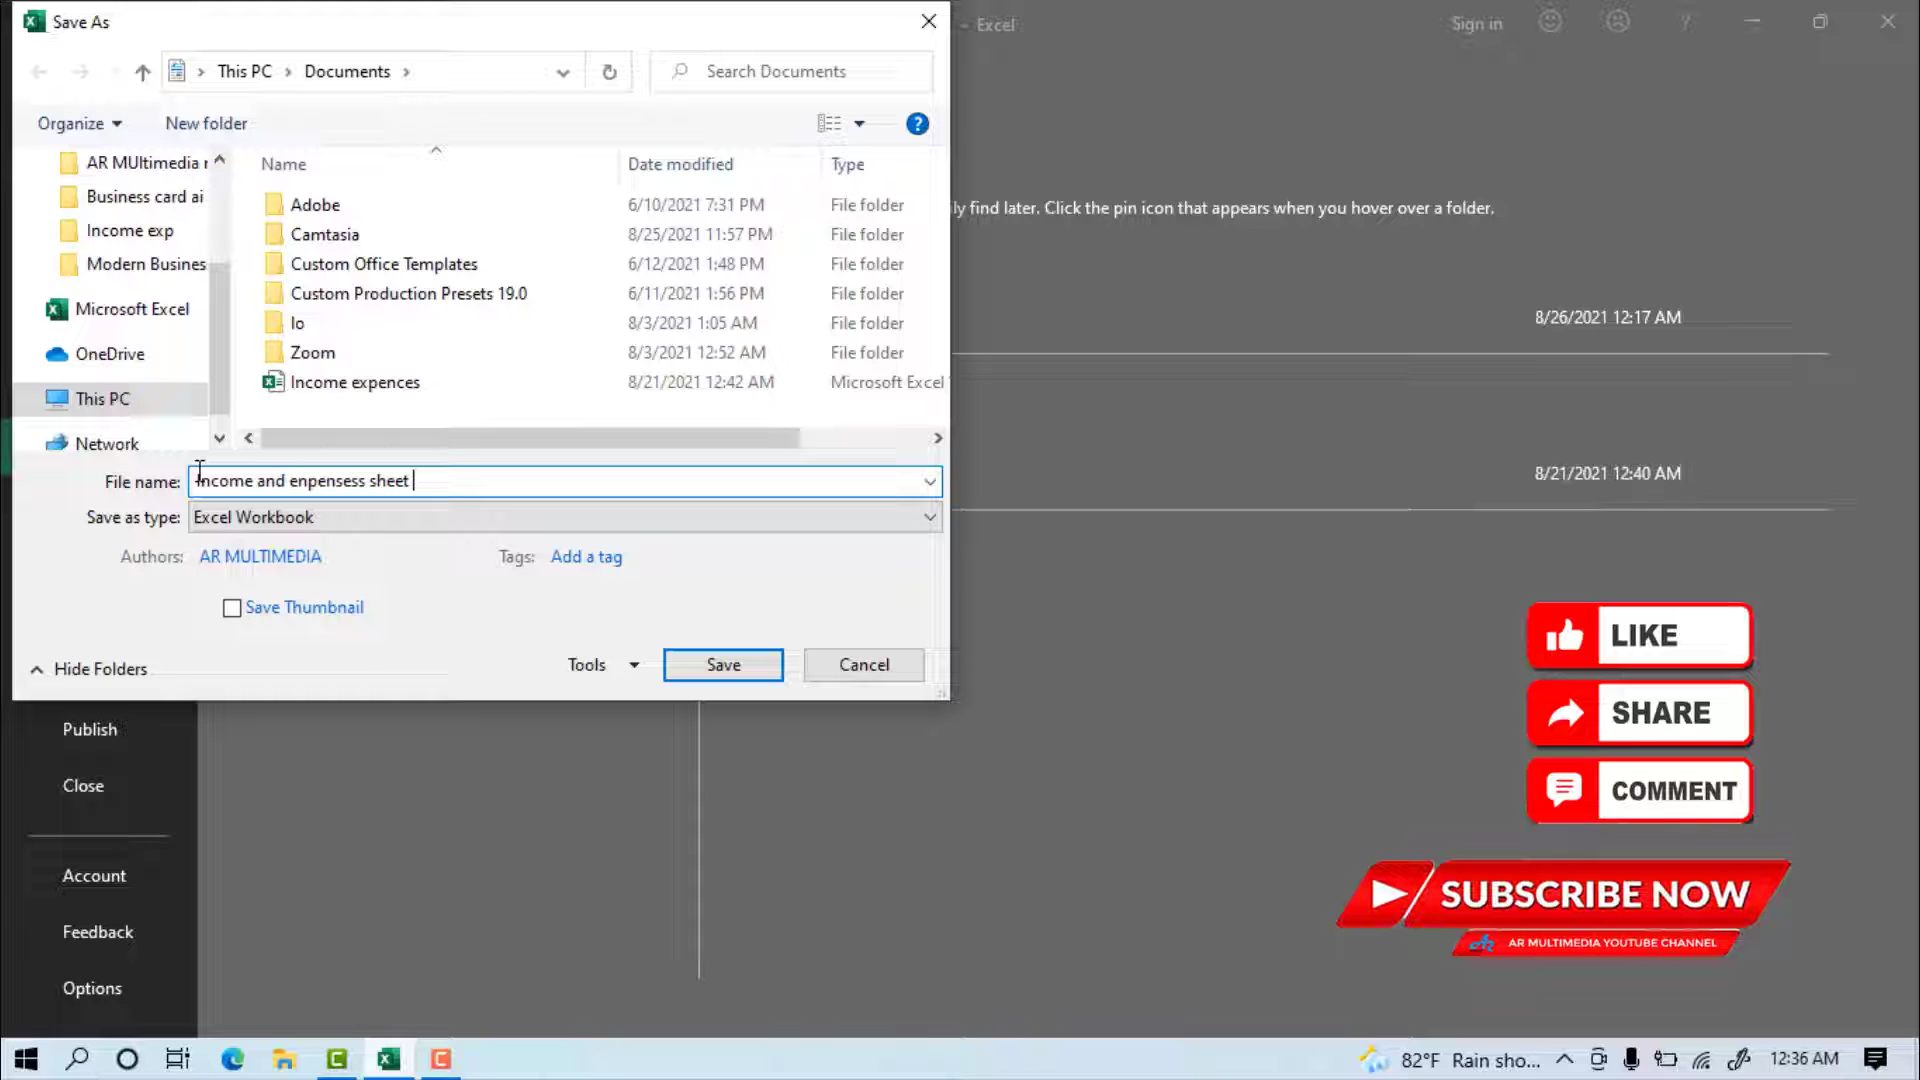 Save As
- Excel
Sign in
?
This PC
Documents
Search Documents
Organize
New folder
?
AR MUltimedia r
Business card ai
Income exp
Modern Busines
Microsoft Excel
OneDrive
This PC
Network
Name
Date modified
Type
Adobe
6/10/2021 7:31 PM
File folder
Camtasia
8/25/2021 11:57 PM
File folder
Custom Office Templates
6/12/2021 1:48 PM
File folder
Custom Production Presets 19.0
6/11/2021 1:56 PM
File folder
Io
8/3/2021 1:05 AM
File folder
Zoom
8/3/2021 12:52 AM
File folder
Income expences
8/21/2021 12:42 AM
Microsoft Excel
ly find later. Click the pin icon that appears when you hover over a folder.
8/26/2021 12:17 AM
8/21/2021 12:40 AM
File name:
Income and enpensess sheet
Save as type:
Excel Workbook
Authors:
AR MULTIMEDIA
Tags:
Add a tag
Save Thumbnail
Hide Folders
Tools
Save
Cancel
Publish
Close
Account
Feedback
Options
LIKE
SHARE
COMMENT
SUBSCRIBE NOW
AR MULTIMEDIA YOUTUBE CHANNEL
82°F Rain sho...
12:36 AM